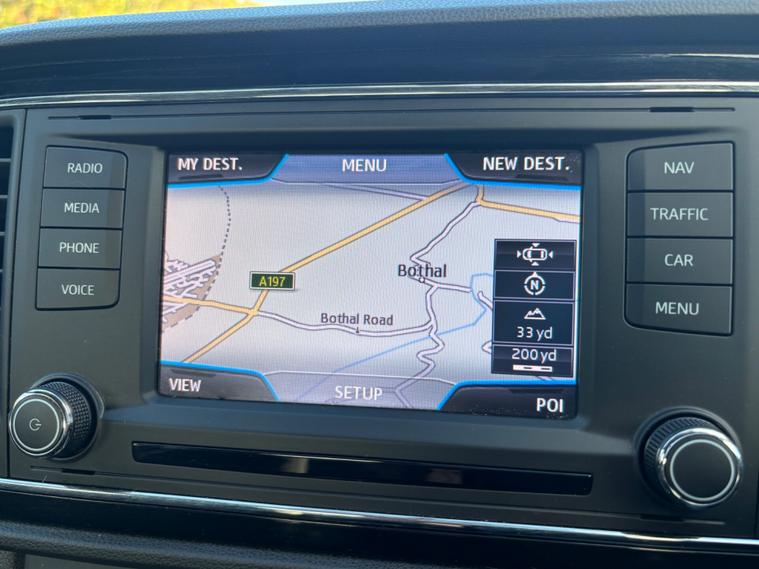 RADIO
MEDIA
PHONE
VOICE
MY DEST.
MENU
NEW DEST.
A197
Bothal
Bothal Road
33 yd
200 yd
VIEW
SETUP
POI
NAV
TRAFFIC
CAR
MENU